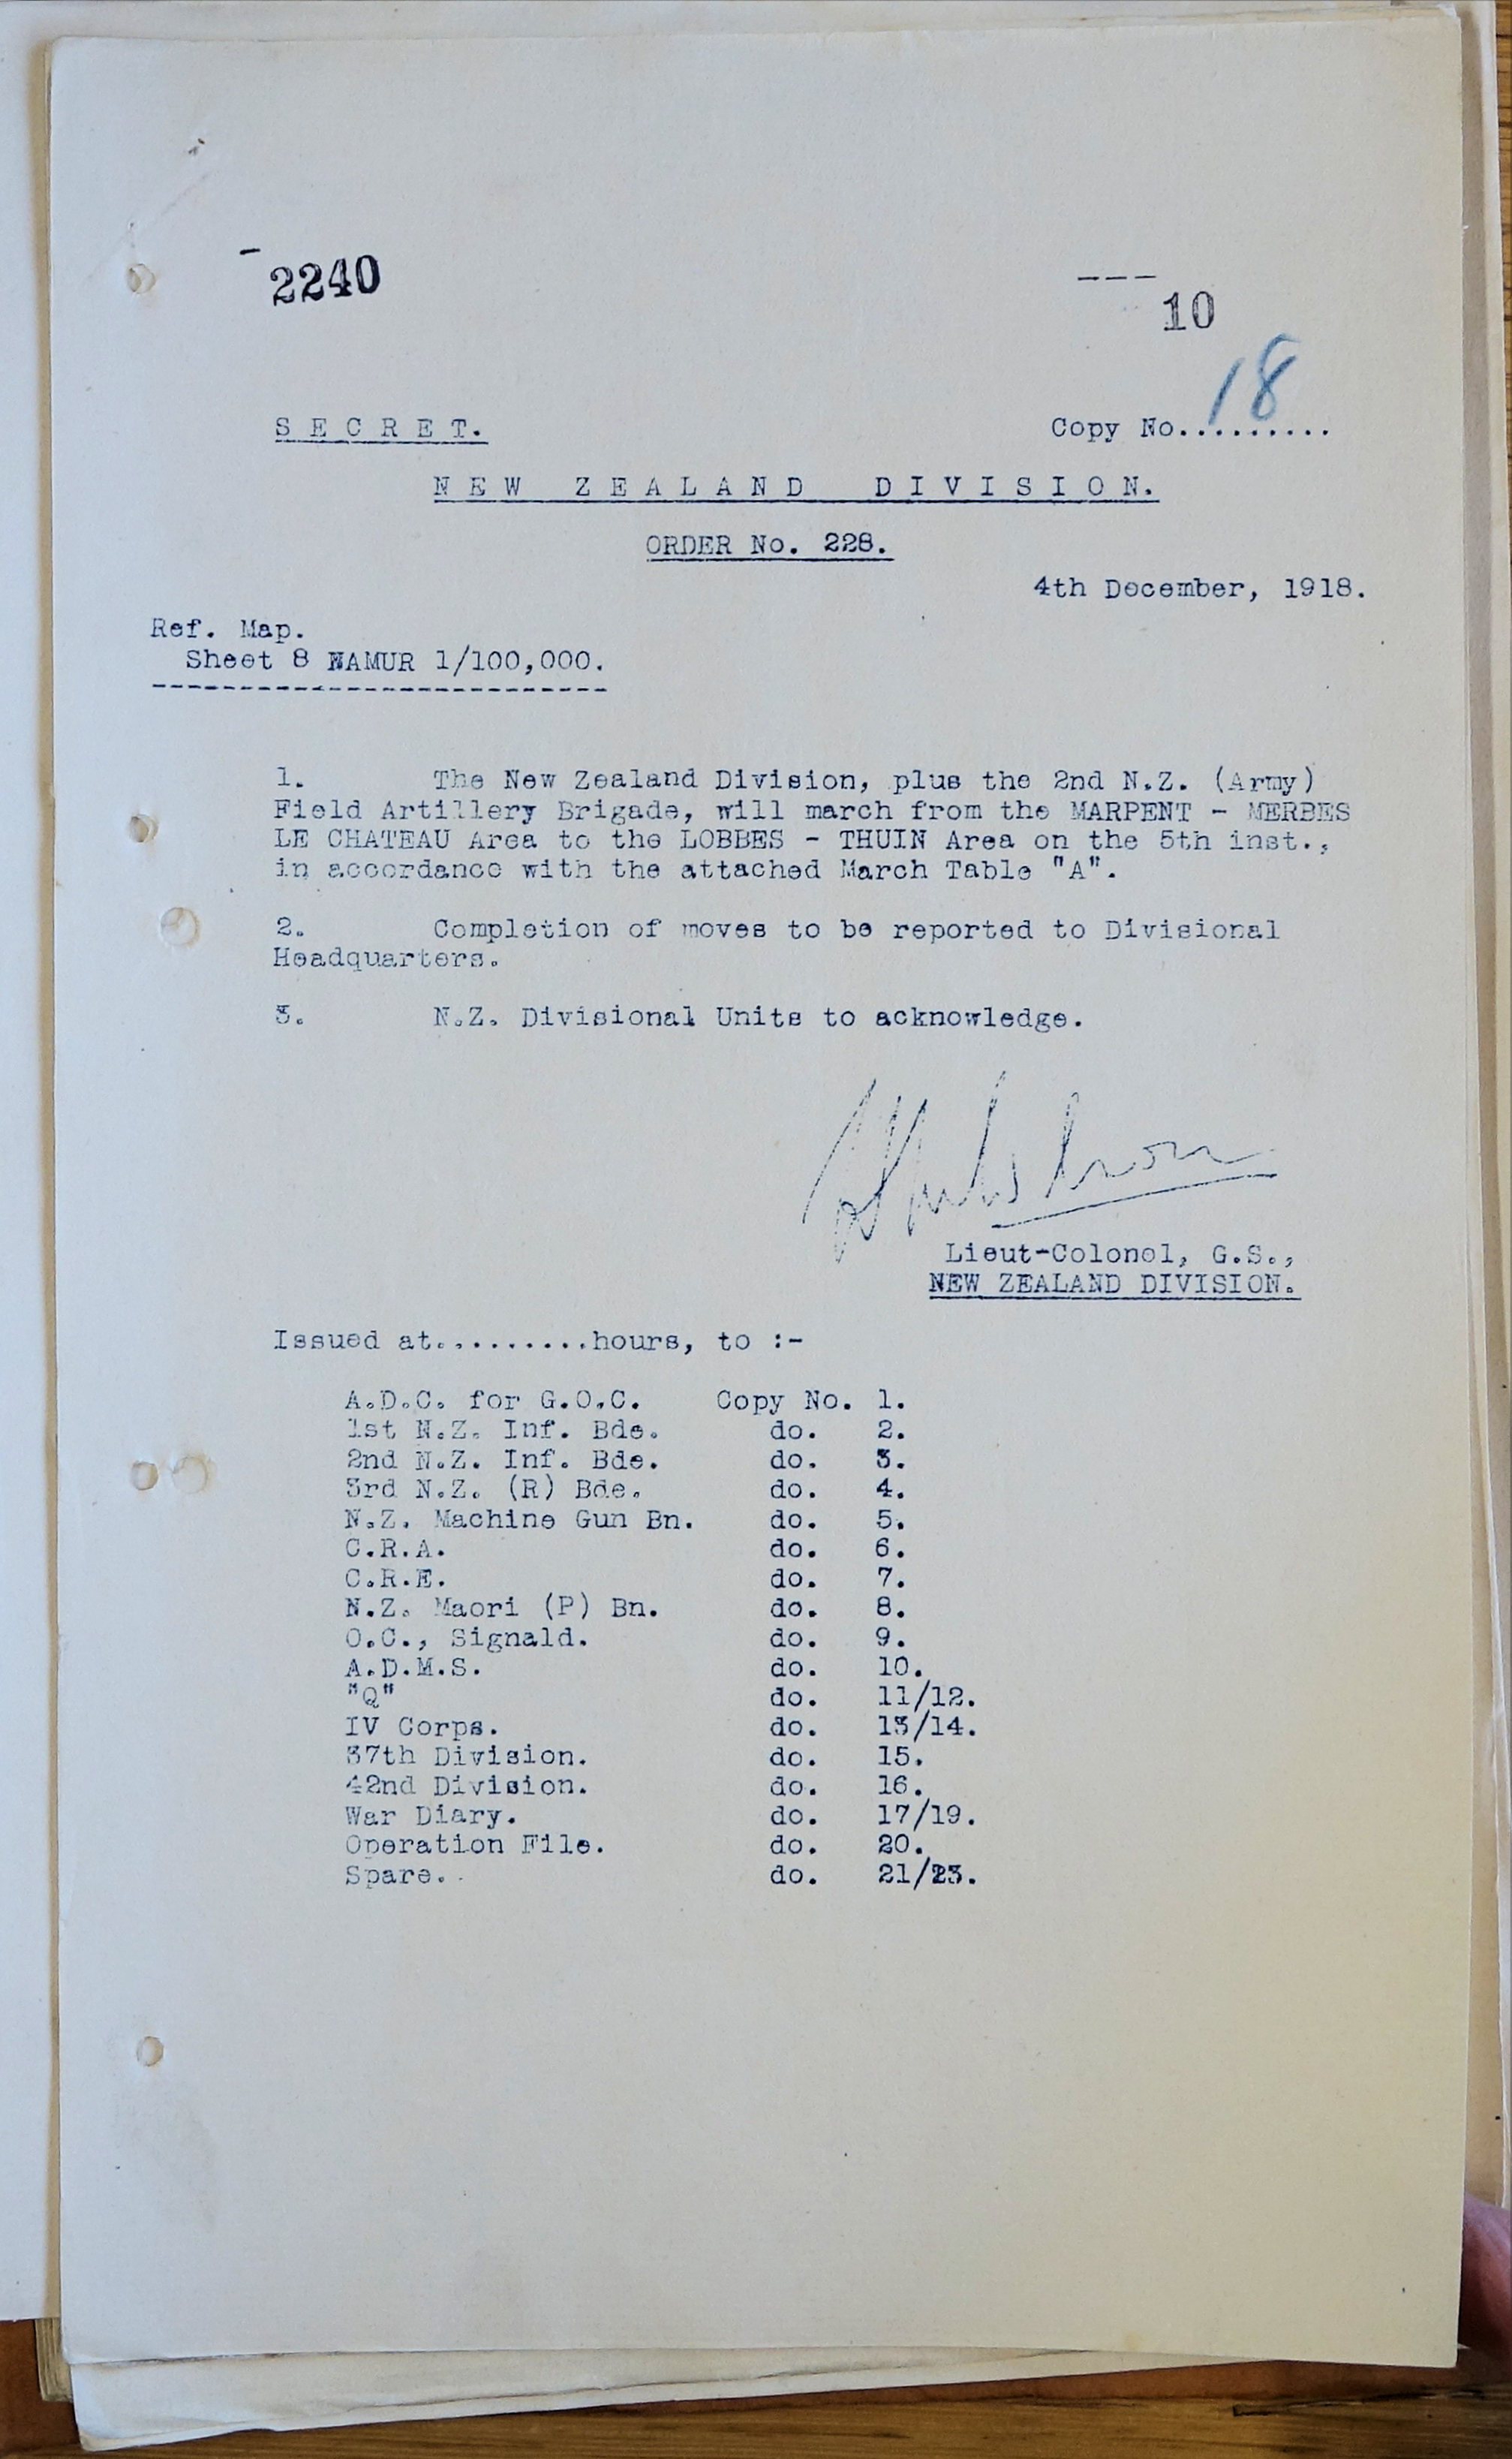 2240
10
18
S E C R E T.
Copy No..........
N E W Z E A L A N D D I V I S I O N.
ORDER No. 228.
4th December, 1918.
Ref. Map.
Sheet 8 NAMUR 1/100,000.
1. The New Zealand Division, plus the 2nd N.Z. (Army)
Field Artillery Brigade, will march from the MARPENT - MERBES
LE CHATEAU Area to the LOBBES - THUIN Area on the 5th inst.,
in accordance with the attached March Table "A".
2. Completion of moves to be reported to Divisional
Headquarters.
3. N.Z. Divisional Units to acknowledge.
Lieut-Colonel, G.S.,
NEW ZEALAND DIVISION.
Issued at..........hours, to :-
A.D.C. for G.O.C. Copy No. 1.
1st N.Z. Inf. Bde. do. 2.
2nd N.Z. Inf. Bde. do. 3.
3rd N.Z. (R) Bde. do. 4.
N.Z. Machine Gun Bn. do. 5.
C.R.A. do. 6.
C.R.E. do. 7.
N.Z. Maori (P) Bn. do. 8.
O.C., Signald. do. 9.
A.D.M.S. do. 10.
"Q" do. 11/12.
IV Corps. do. 13/14.
37th Division. do. 15.
42nd Division. do. 16.
War Diary. do. 17/19.
Operation File. do. 20.
Spare. do. 21/23.